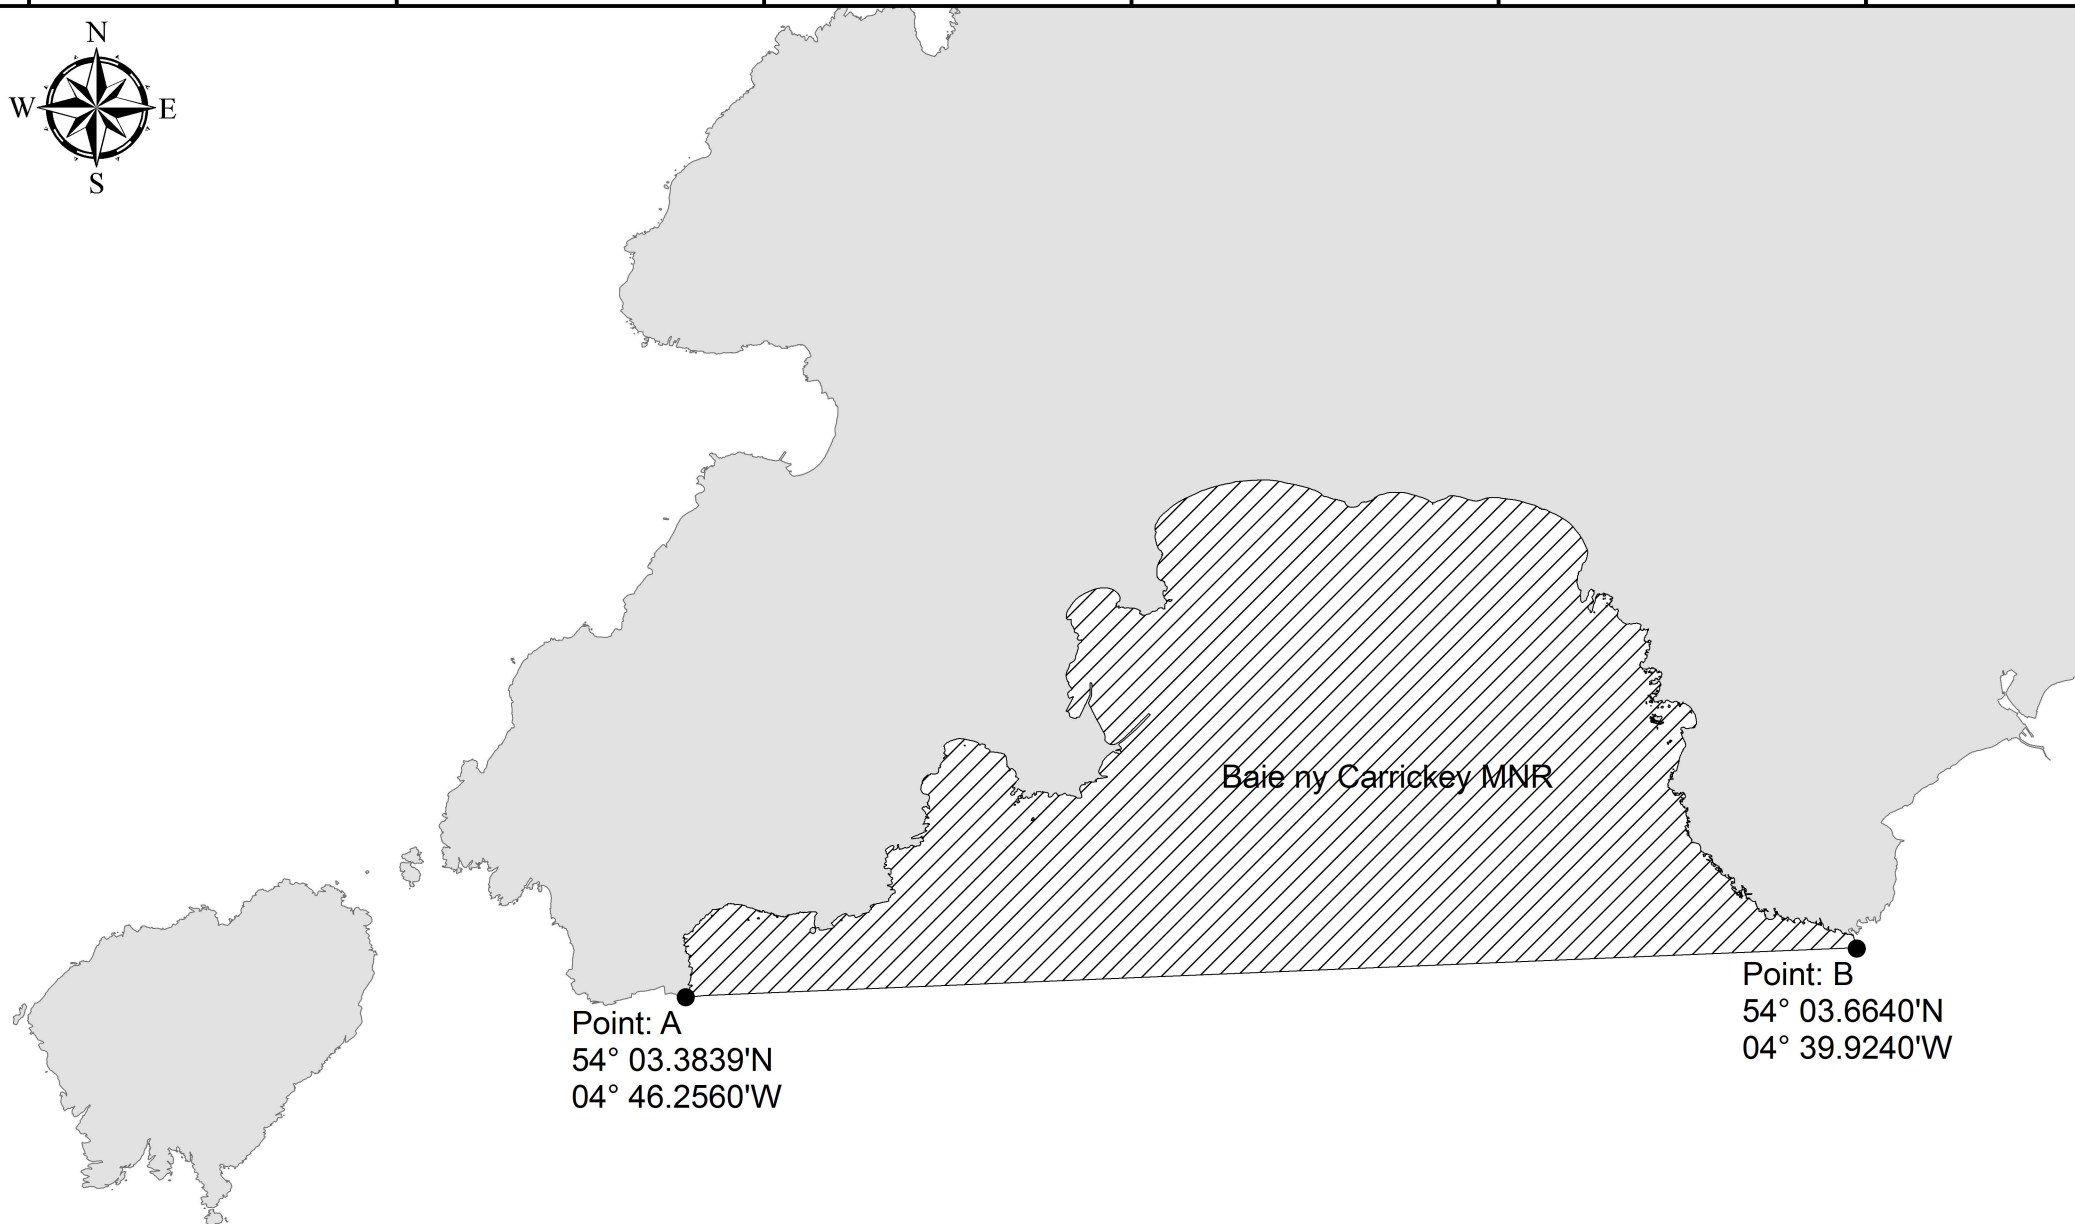 N
W E
S
Baie ny Carrickey MNR
Point: A
54° 03.3839'N
04° 46.2560'W
Point: B
54° 03.6640'N
04° 39.9240'W